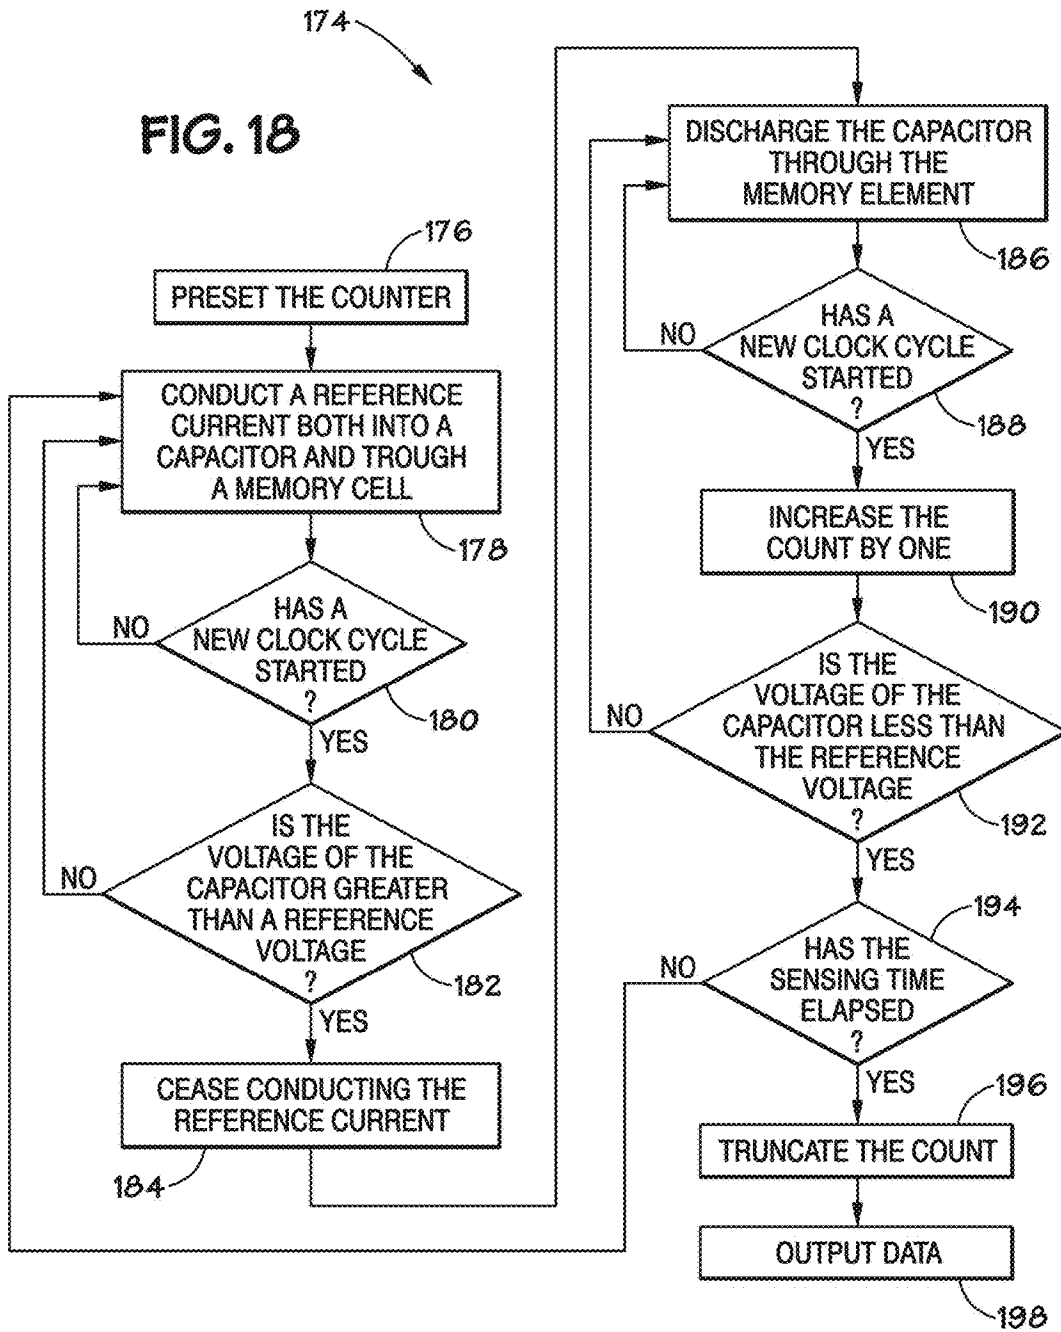 174
FIG. 18
176
PRESET THE COUNTER
CONDUCT A REFERENCE
CURRENT BOTH INTO A
CAPACITOR AND TROUGH
A MEMORY CELL
178
HAS A
NEW CLOCK CYCLE
STARTED
?
NO
180
YES
IS THE
VOLTAGE OF THE
CAPACITOR GREATER
THAN A REFERENCE
VOLTAGE
?
NO
182
YES
CEASE CONDUCTING THE
REFERENCE CURRENT
184
DISCHARGE THE CAPACITOR
THROUGH THE
MEMORY ELEMENT
186
HAS A
NEW CLOCK CYCLE
STARTED
?
NO
188
YES
INCREASE THE
COUNT BY ONE
190
IS THE
VOLTAGE OF THE
CAPACITOR LESS THAN
THE REFERENCE
VOLTAGE
?
NO
192
YES
194
HAS THE
SENSING TIME
ELAPSED
?
NO
YES
196
TRUNCATE THE COUNT
OUTPUT DATA
198